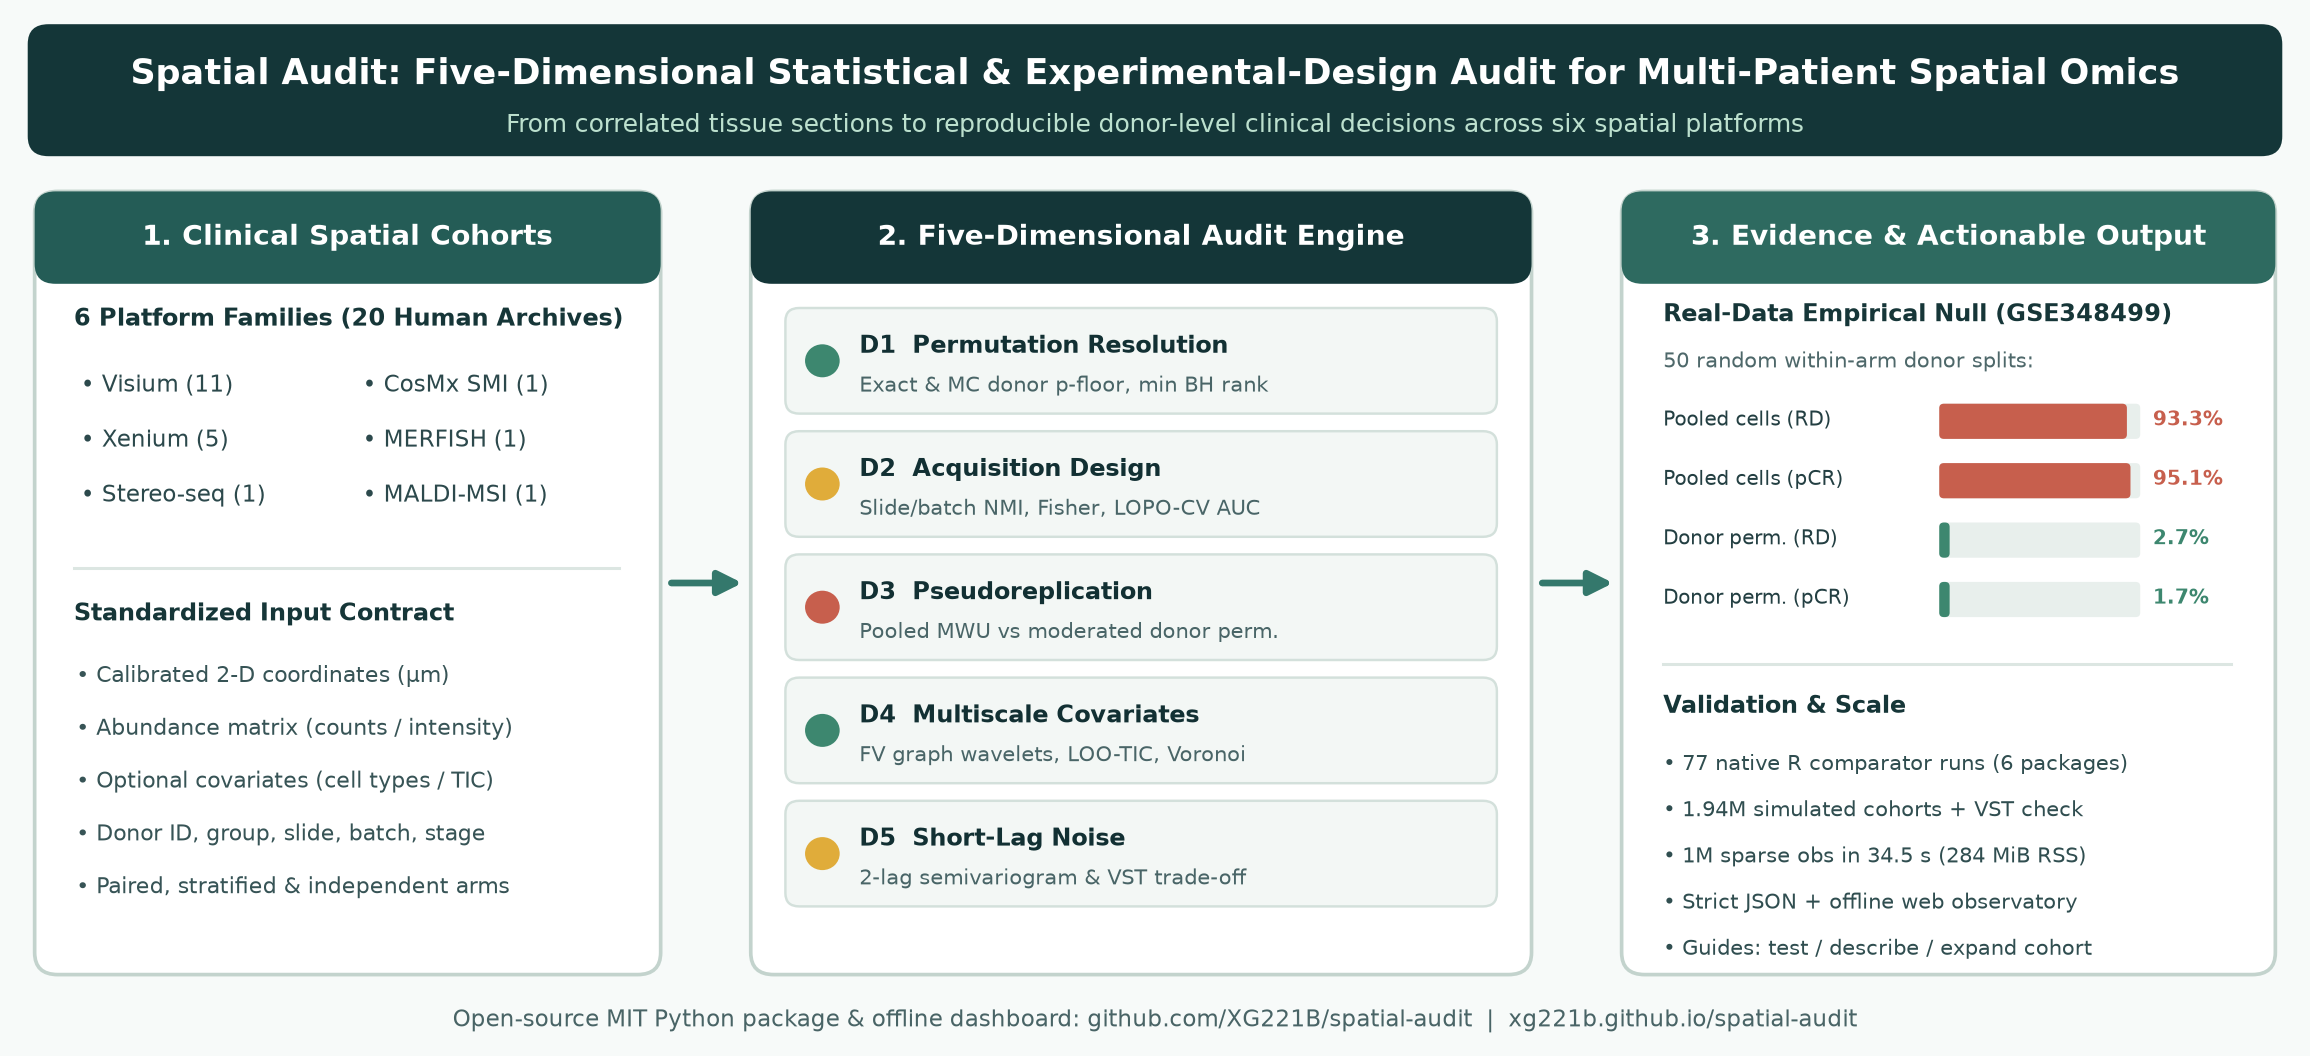 Spatial Audit: Five-Dimensional Statistical & Experimental-Design Audit for Multi-Patient Spatial Omics
From correlated tissue sections to reproducible donor-level clinical decisions across six spatial platforms
1. Clinical Spatial Cohorts
6 Platform Families (20 Human Archives)
• Visium (11)
• CosMx SMI (1)
• Xenium (5)
• MERFISH (1)
• Stereo-seq (1)
• MALDI-MSI (1)
Standardized Input Contract
• Calibrated 2-D coordinates (µm)
• Abundance matrix (counts / intensity)
• Optional covariates (cell types / TIC)
• Donor ID, group, slide, batch, stage
• Paired, stratified & independent arms
2. Five-Dimensional Audit Engine
D1 Permutation Resolution
Exact & MC donor p-floor, min BH rank
D2 Acquisition Design
Slide/batch NMI, Fisher, LOPO-CV AUC
D3 Pseudoreplication
Pooled MWU vs moderated donor perm.
D4 Multiscale Covariates
FV graph wavelets, LOO-TIC, Voronoi
D5 Short-Lag Noise
2-lag semivariogram & VST trade-off
3. Evidence & Actionable Output
Real-Data Empirical Null (GSE348499)
50 random within-arm donor splits:
Pooled cells (RD) 93.3%
Pooled cells (pCR) 95.1%
Donor perm. (RD) 2.7%
Donor perm. (pCR) 1.7%
Validation & Scale
• 77 native R comparator runs (6 packages)
• 1.94M simulated cohorts + VST check
• 1M sparse obs in 34.5 s (284 MiB RSS)
• Strict JSON + offline web observatory
• Guides: test / describe / expand cohort
Open-source MIT Python package & offline dashboard: github.com/XG221B/spatial-audit | xg221b.github.io/spatial-audit